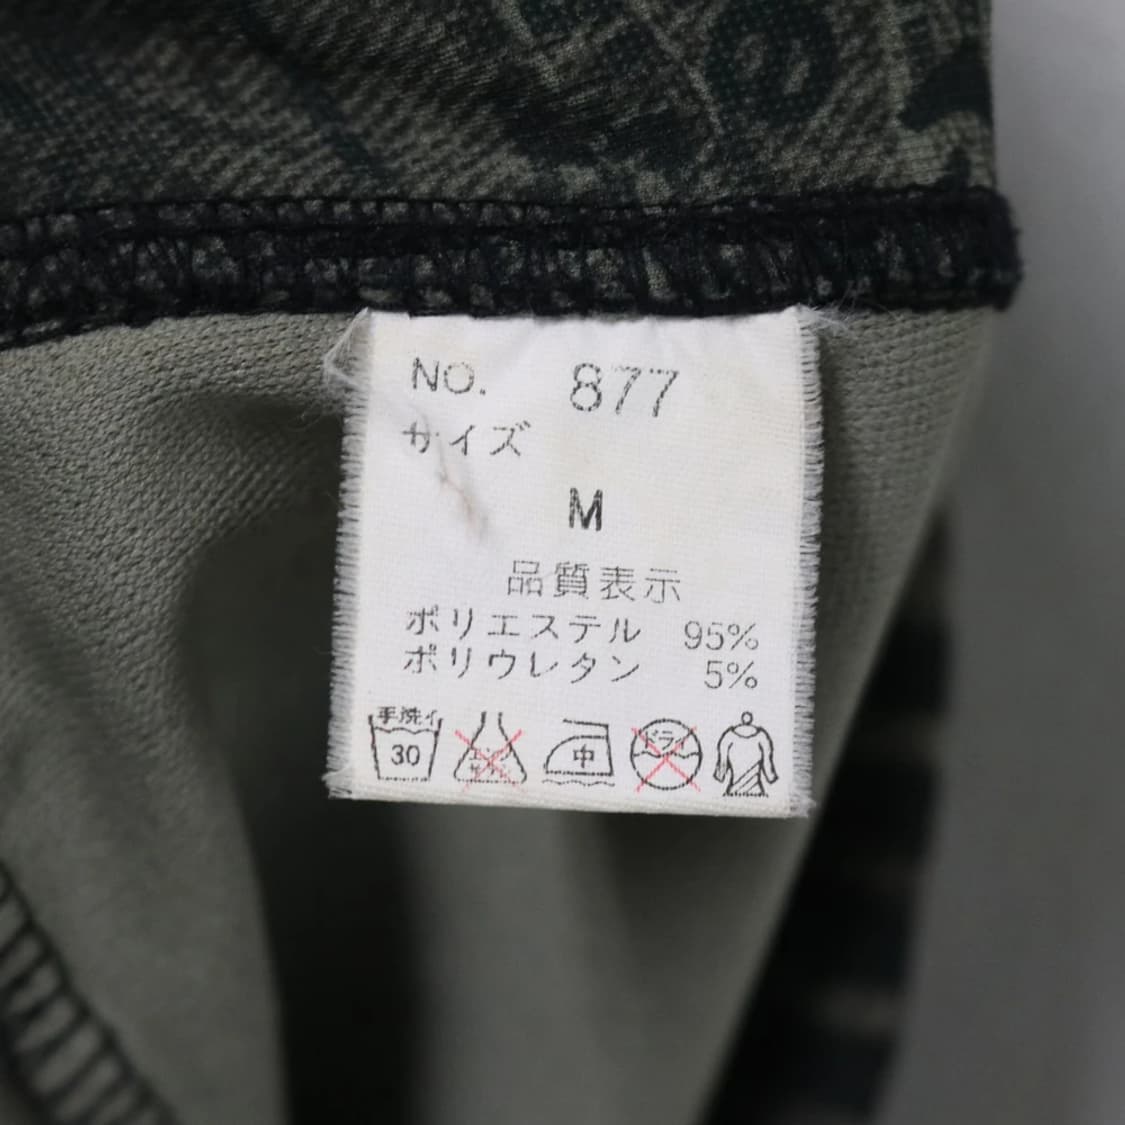 NO. 877
サイズ
M
品質表示
ポリエステル 95%
ポリウレタン 5%
手洗イ
30
中
ドライ